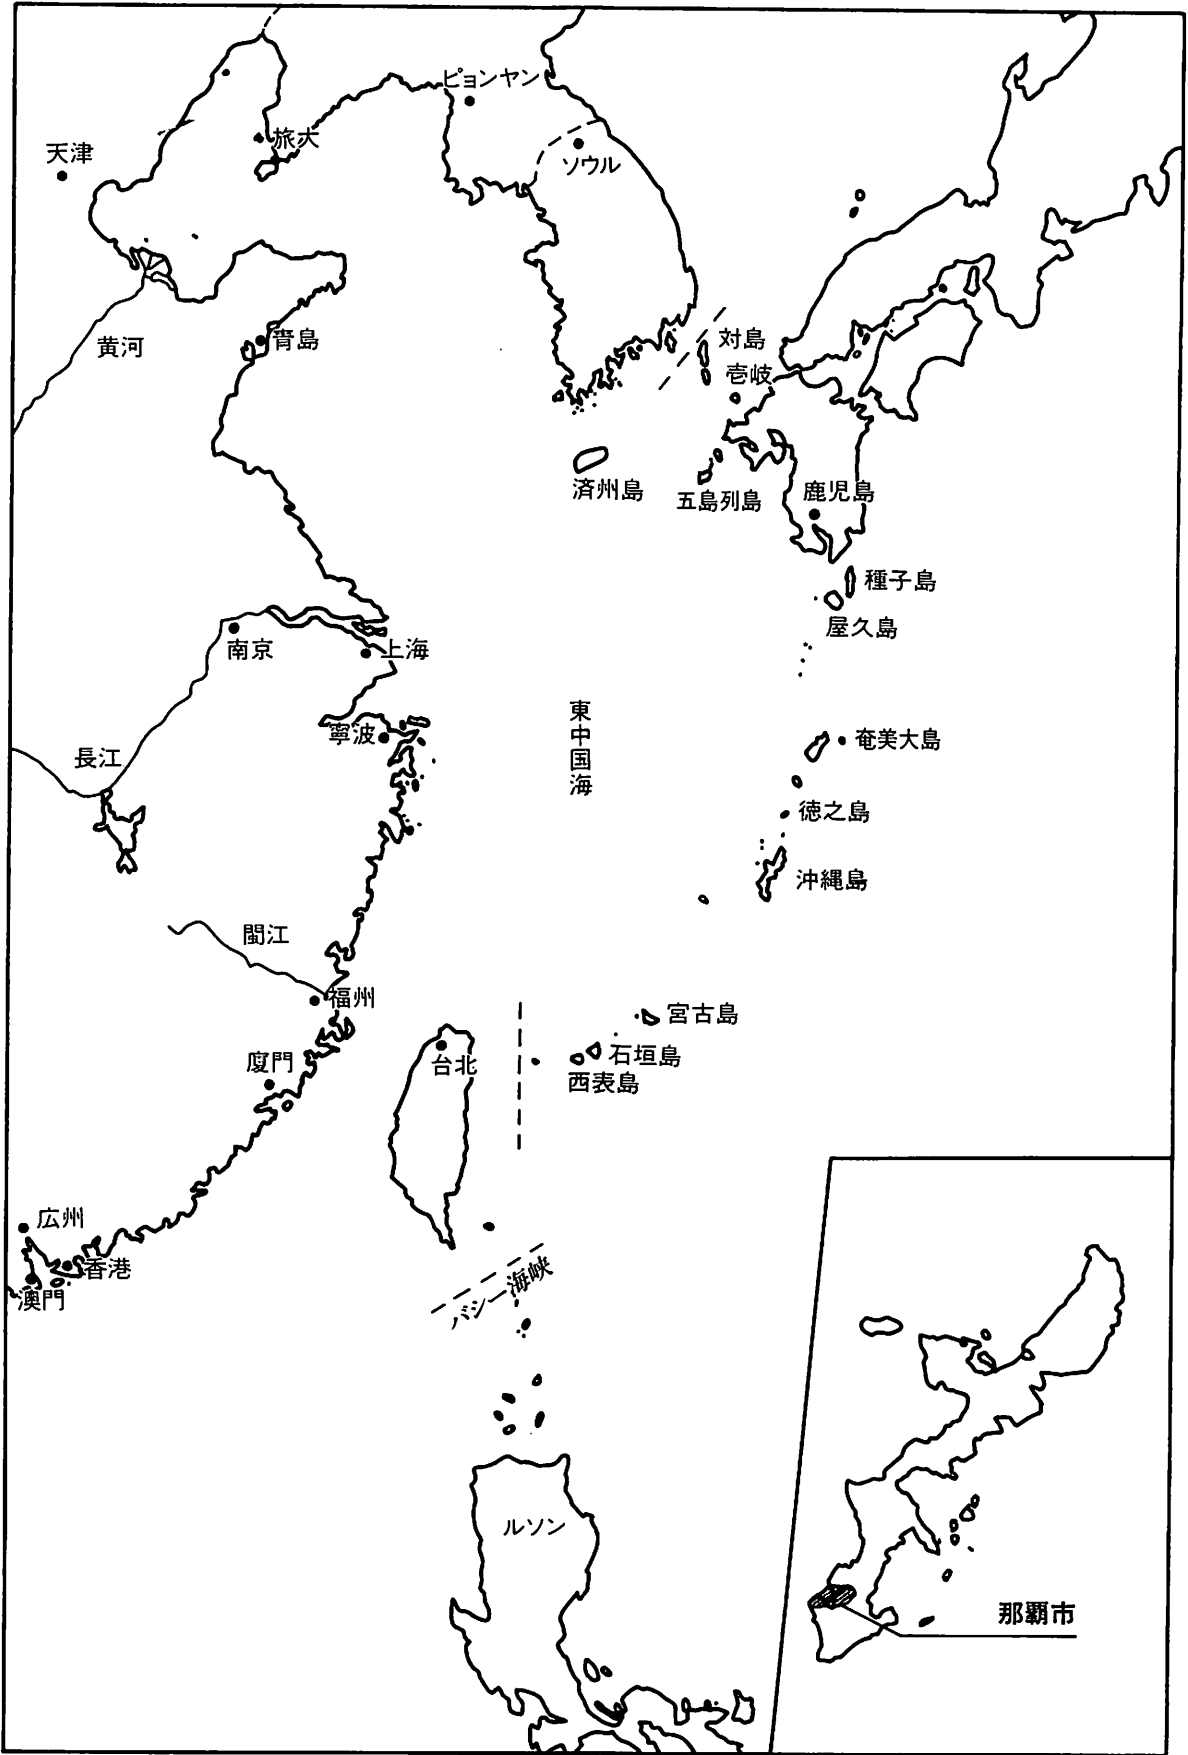 ピョンヤン
旅大
天津
ソウル
黄河
青島
対島
壱岐
済州島
五島列島
鹿児島
種子島
屋久島
南京
上海
東中国海
寧波
長江
奄美大島
徳之島
沖縄島
閩江
福州
宮古島
石垣島
西表島
台北
廈門
広州
香港
澳門
バシー海峡
ルソン
那覇市